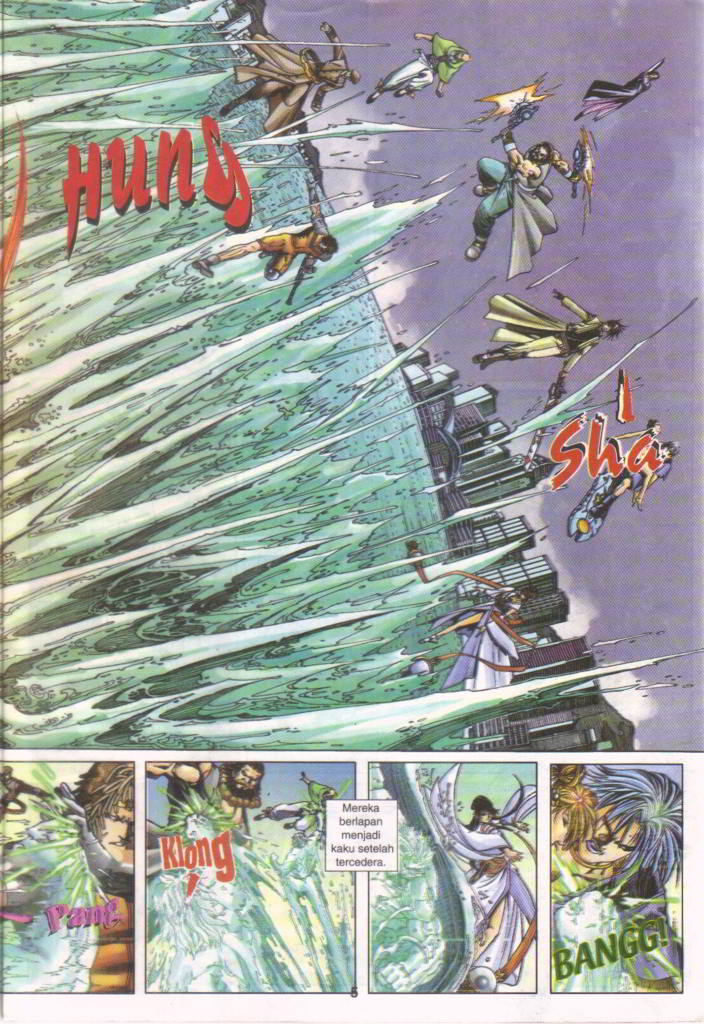 HUNG
I
Sha
Pang
Klong
!
Mereka
berlapan
menjadi
kaku setelah
tercedera.
BANGG!
5